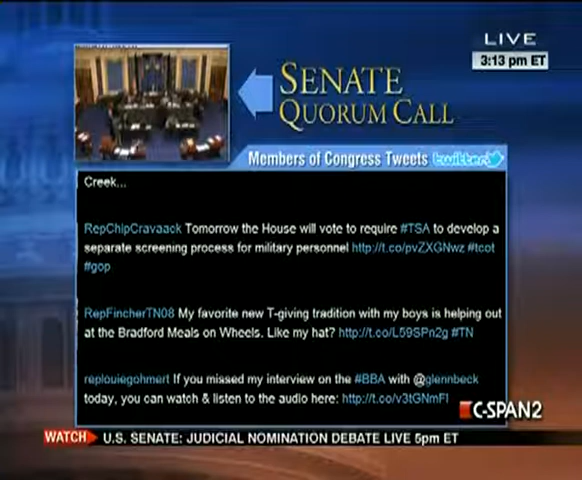 LIVE
3:13 pm ET
SENATE
QUORUM CALL
Members of Congress Tweets twitter
Creek...
RepChipCravaack Tomorrow the House will vote to require #TSA to develop a
separate screening process for military personnel http://t.co/pvZXGNwz #tcot
#gop
RepFincherTN08 My favorite new T-giving tradition with my boys is helping out
at the Bradford Meals on Wheels. Like my hat? http://t.co/L59SPn2g #TN
replouiegohmert If you missed my interview on the #BBA with @glennbeck
today, you can watch & listen to the audio here: http://t.co/v3tGNmFl
C-SPAN2
WATCH U.S. SENATE: JUDICIAL NOMINATION DEBATE LIVE 5pm ET